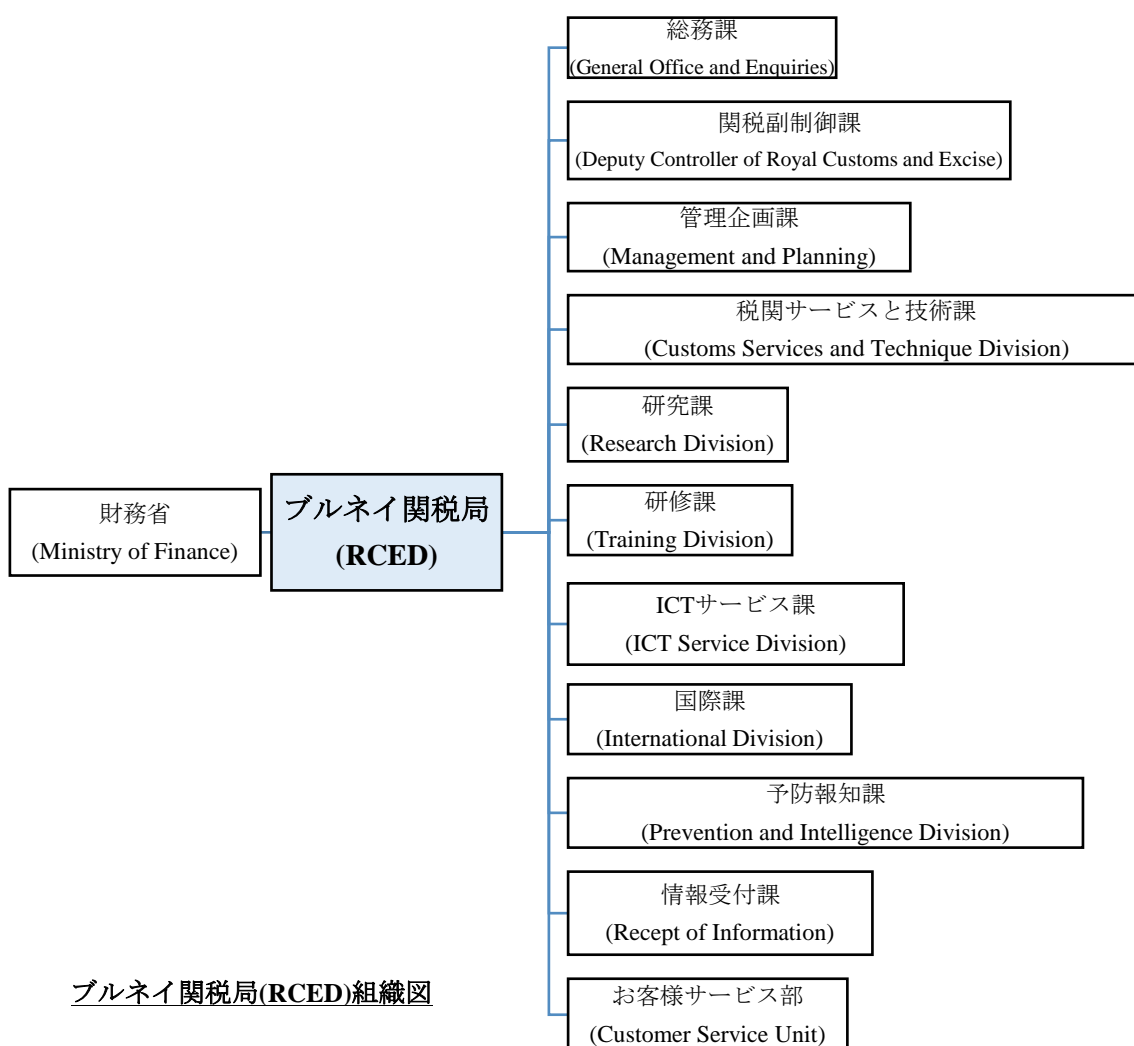 総務課
(General Office and Enquiries)
関税副制御課
(Deputy Controller of Royal Customs and Excise)
管理企画課
(Management and Planning)
税関サービスと技術課
(Customs Services and Technique Division)
研究課
(Research Division)
財務省
(Ministry of Finance)
ブルネイ関税局
(RCED)
研修課
(Training Division)
ICTサービス課
(ICT Service Division)
国際課
(International Division)
予防報知課
(Prevention and Intelligence Division)
情報受付課
(Recept of Information)
お客様サービス部
(Customer Service Unit)
ブルネイ関税局(RCED)組織図